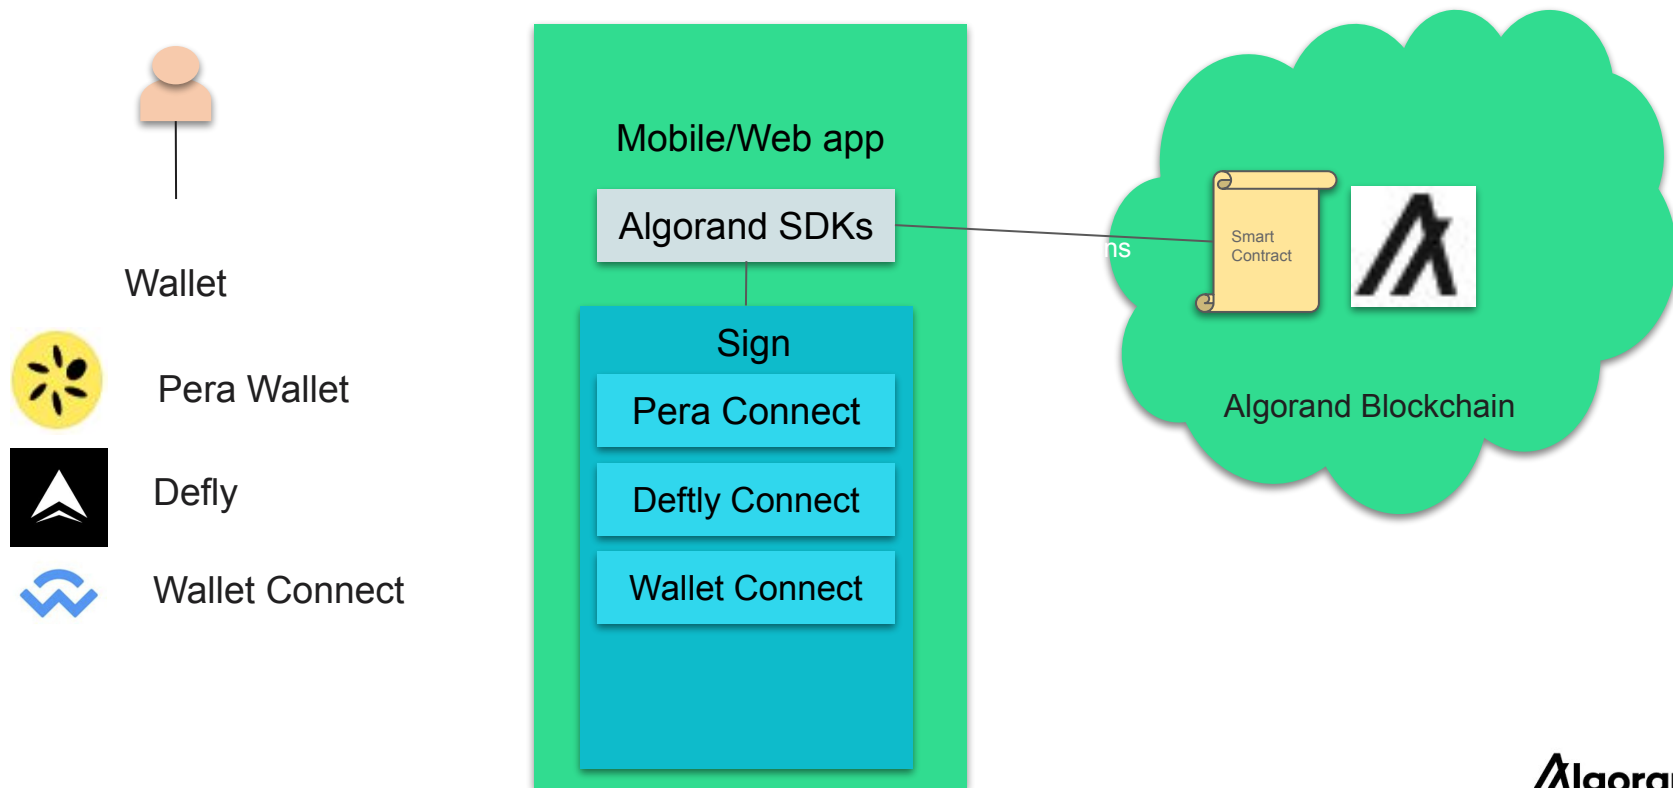 Wallet
Pera Wallet
Defly
Wallet Connect
Mobile/Web app
Algorand SDKs
Sign
Pera Connect
Deftly Connect
Wallet Connect
ns
Smart
Contract
Algorand Blockchain